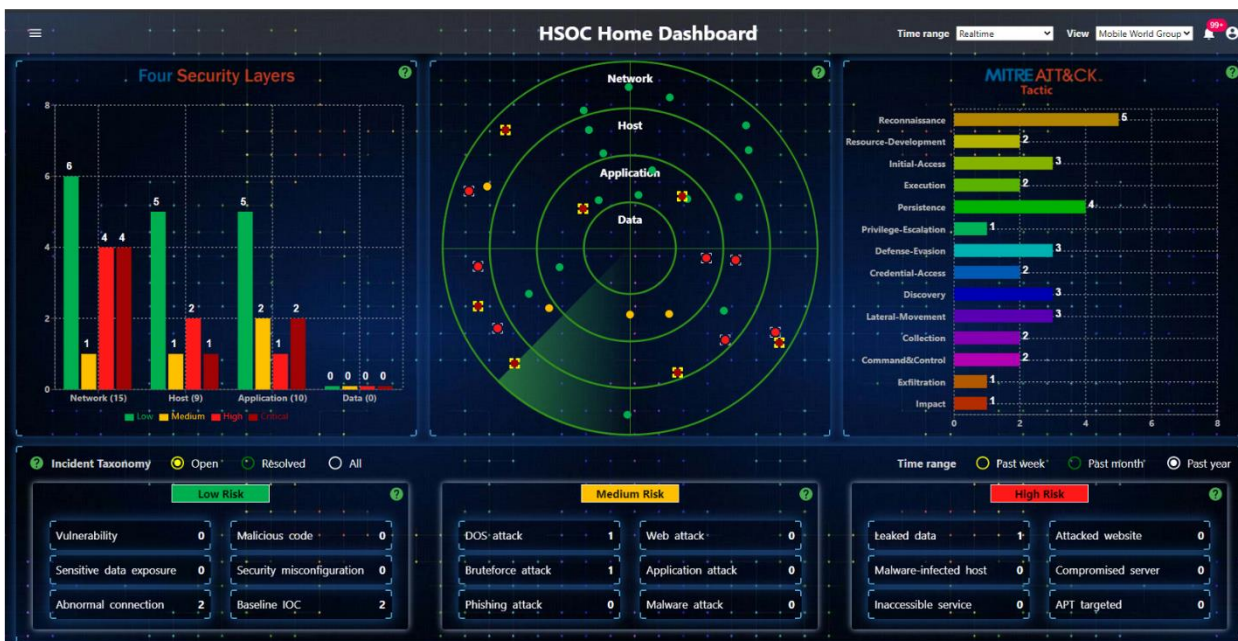 HSOC Home Dashboard
Time range Realtime View Mobile World Group 99+
Four Security Layers ?
8
6
4
2
0
6 1 4 4
5 1 2 1
5 2 1 2
0 0 0 0
Network (15) Host (9) Application (10) Data (0)
Low Medium High Critical
?
Network
Host
Application
Data
MITRE ATT&CK ?
Tactic
Reconnaissance 5
Resource-Development 2
Initial-Access 3
Execution 2
Persistence 4
Privilege-Escalation 1
Defense-Evasion 3
Credential-Access 2
Discovery 3
Lateral-Movement 3
Collection 2
Command&Control 2
Exfiltration 1
Impact 1
0 2 4 6 8
? Incident Taxonomy Open Resolved All
Time range Past week Past month Past year
Low Risk ?
Vulnerability 0 Malicious code 0
Sensitive data exposure 0 Security misconfiguration 0
Abnormal connection 2 Baseline IOC 2
Medium Risk ?
DOS attack 1 Web attack 0
Bruteforce attack 1 Application attack 0
Phishing attack 0 Malware attack 0
High Risk ?
Leaked data 1 Attacked website 0
Malware-infected host 0 Compromised server 0
Inaccessible service 0 APT targeted 0